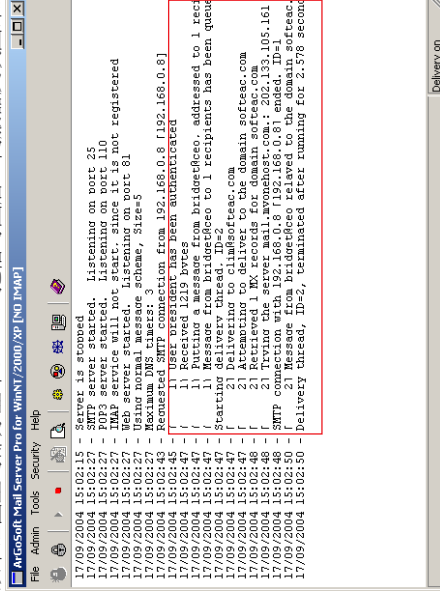 ArGoSoft Mail Server Pro for WinNT/2000/XP [NO IMAP]
File Admin Tools Security Help
17/09/2004 15:02:15 - Server is stopped
17/09/2004 15:02:27 - SMTP server started. Listening on port 25
17/09/2004 15:02:27 - POP3 server started. Listening on port 110
17/09/2004 15:02:27 - IMAP service will not start, since it is not registered
17/09/2004 15:02:27 - Web server started. Listening on port 81
17/09/2004 15:02:27 - Using normal message scheme, Size=5
17/09/2004 15:02:27 - Maximum DNS timers: 3
17/09/2004 15:02:43 - Requested SMTP connection from 192.168.0.8 [192.168.0.8]
17/09/2004 15:02:45 - [ 1] User president has been authenticated
17/09/2004 15:02:47 - [ 1] Received 1219 bytes
17/09/2004 15:02:47 - [ 1] Putting a message from bridget@ceo, addressed to 1 reci
17/09/2004 15:02:47 - [ 1] Message from bridget@ceo to 1 recipients has been queue
17/09/2004 15:02:47 - Starting delivery thread, ID=2
17/09/2004 15:02:47 - [ 2] Delivering to clim@softeac.com
17/09/2004 15:02:47 - [ 2] Attempting to deliver to the domain softeac.com
17/09/2004 15:02:48 - [ 2] Retrieved 1 MX records for domain softeac.com
17/09/2004 15:02:48 - [ 2] Trying the server mail.myonehost.com.: 202.133.105.161
17/09/2004 15:02:48 - SMTP connection with 192.168.0.8 [192.168.0.8] ended. ID=1
17/09/2004 15:02:50 - [ 2] Message from bridget@ceo relayed to the domain softeac.
17/09/2004 15:02:50 - Delivery thread, ID=2, terminated after running for 2.578 second
Delivery on